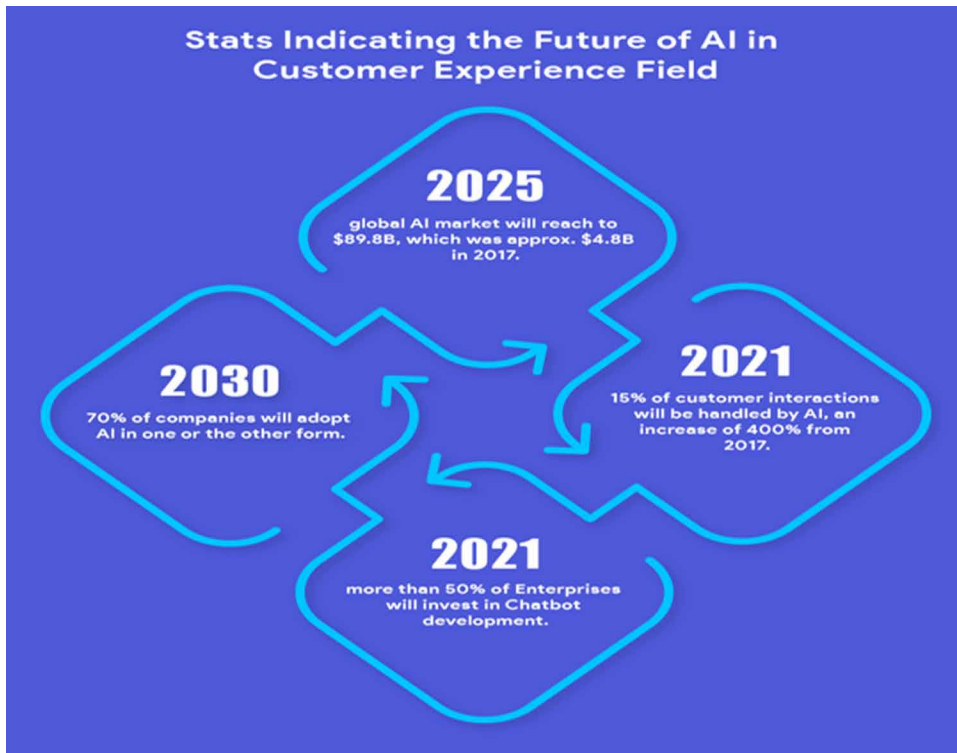 Stats Indicating the Future of AI in
Customer Experience Field
2025
global AI market will reach to
$89.8B, which was approx. $4.8B
in 2017.
2021
15% of customer interactions
will be handled by AI, an
increase of 400% from
2017.
2021
more than 50% of Enterprises
will invest in Chatbot
development.
2030
70% of companies will adopt
AI in one or the other form.